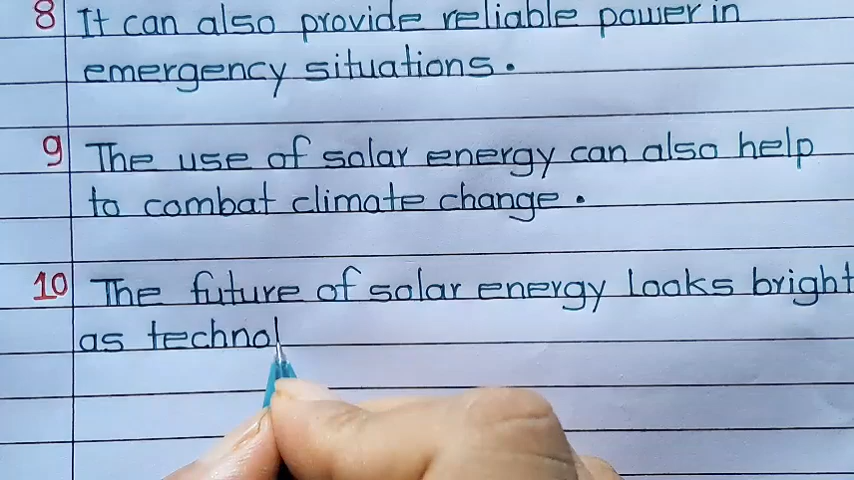 8 It can also provide reliable power in
emergency situations.
9 The use of solar energy can also help
to combat climate change.
10 The future of solar energy looks bright
as technol